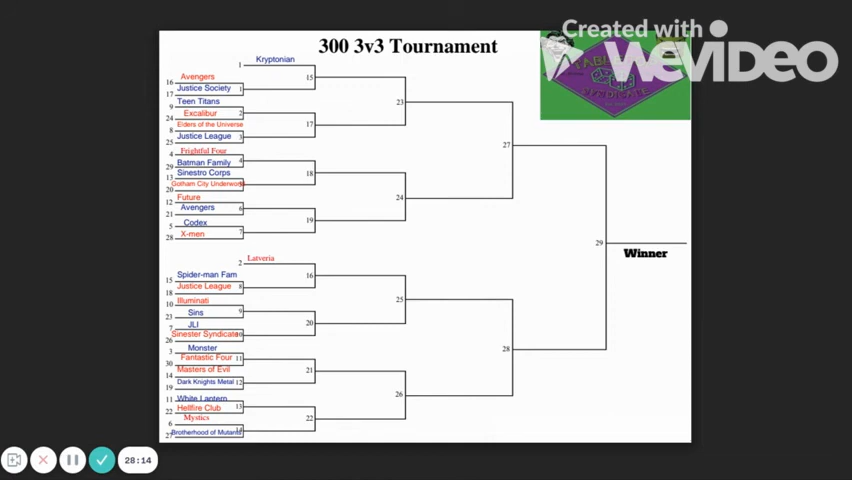 Created with
WEVIDEO
300 3v3 Tournament
1 Kryptonian
15
16 Avengers
17 Justice Society 1
9 Teen Titans
23
24 Excalibur 2
8 Elders of the Universe
17
25 Justice League 3
4 Frightful Four
27
29 Batman Family 4
13 Sinestro Corps
18
20 Gotham City Underworld
12 Future
24
21 Avengers 6
5 Codex
19
28 X-men 7
29
Winner
2 Latveria
15 Spider-man Fam
16
18 Justice League 8
10 Illuminati
25
23 Sins 9
7 JLI
20
26 Sinester Syndicate 10
3 Monster
28
30 Fantastic Four 11
14 Masters of Evil
21
19 Dark Knights Metal 12
11 White Lantern
26
22 Hellfire Club 13
6 Mystics
22
27 Brotherhood of Mutants 14
28:14